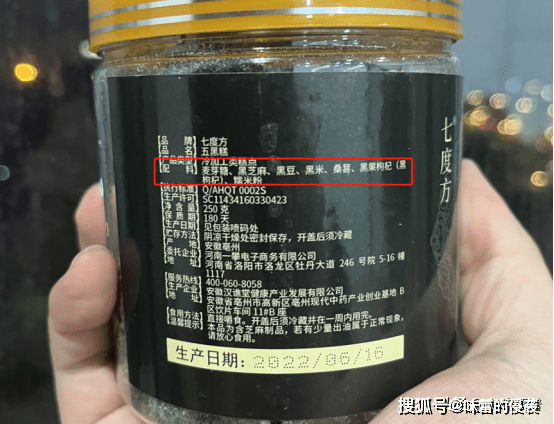 【品 牌】七度方
【品 名】五黑糕
【产品类型】冷加工类糕点
【配 料】麦芽糖、黑芝麻、黑豆、黑米、桑葚、黑果枸杞（黑
枸杞）、糯米粉
【执行标准】Q/AHQT 0002S
【生产许可】SC11434160330423
【净 含 量】250 克
【保 质 期】180 天
【生产日期】见包装喷码处
【贮存方法】阴凉干燥处密封保存，开盖后须冷藏
【产 地】安徽亳州
【委托企业】河南一攀电子商务有限公司
【地 址】河南省洛阳市洛龙区牡丹大道 246 号院 5-16 幢
1117
【服务热线】400-060-8058
【生产企业】安徽汉谯堂健康产业发展有限公司
【地 址】安徽省亳州市高新区亳州现代中药产业创业基地 B
区饮片车间 11#B 座
【食用方法】直接嚼食。开盖后须冷藏并在一周内用完。
【温馨提示】本品为含芝麻制品，若有少量出油属于正常现象，
请放心食用。
生产日期：2022/06/16
七度方
搜狐号@味蕾的侵袭